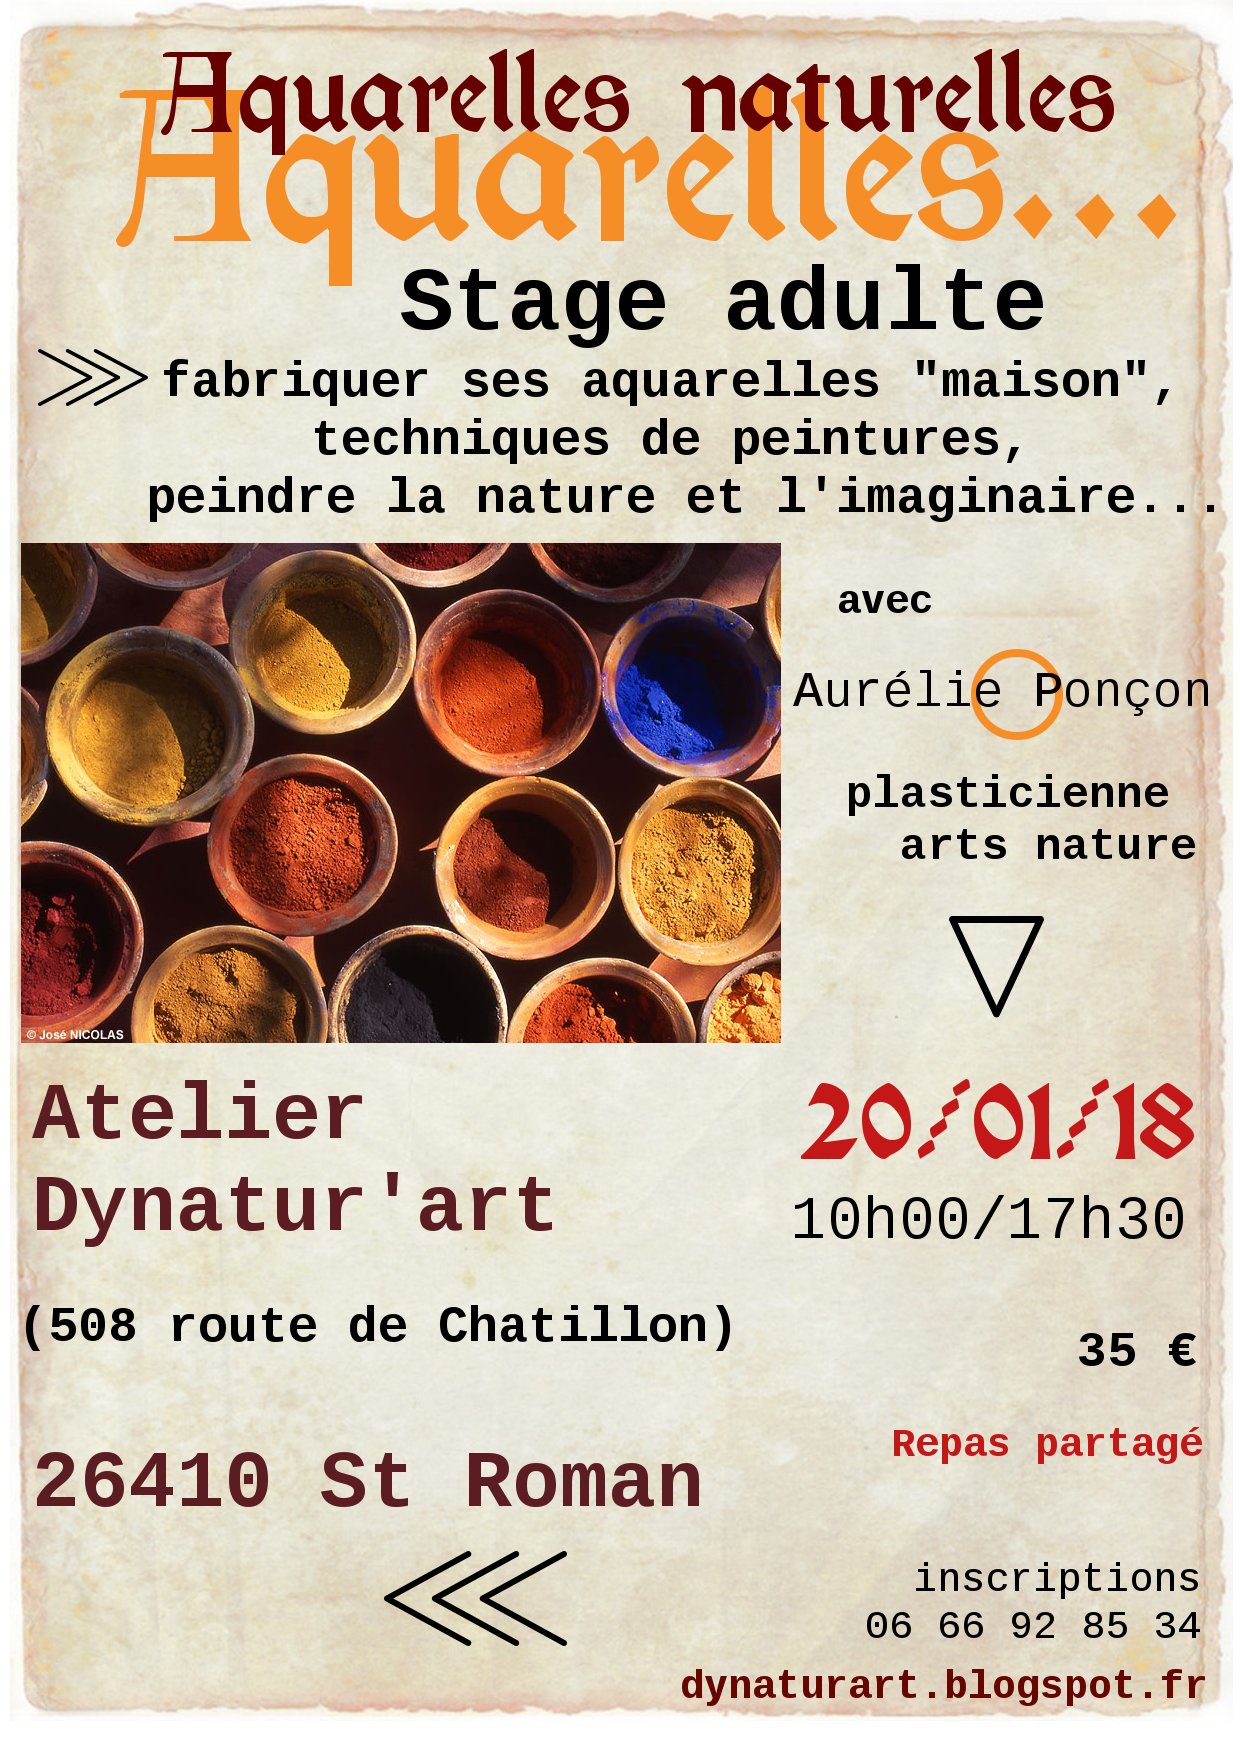 Aquarelles naturelles
Aquarelles...
Stage adulte
fabriquer ses aquarelles "maison",
techniques de peintures,
peindre la nature et l'imaginaire...
avec
Aurélie Ponçon
plasticienne
arts nature
© José NICOLAS
Atelier
Dynatur'art
(508 route de Chatillon)
26410 St Roman
20/01/18
10h00/17h30
35 €
Repas partagé
inscriptions
06 66 92 85 34
dynaturart.blogspot.fr